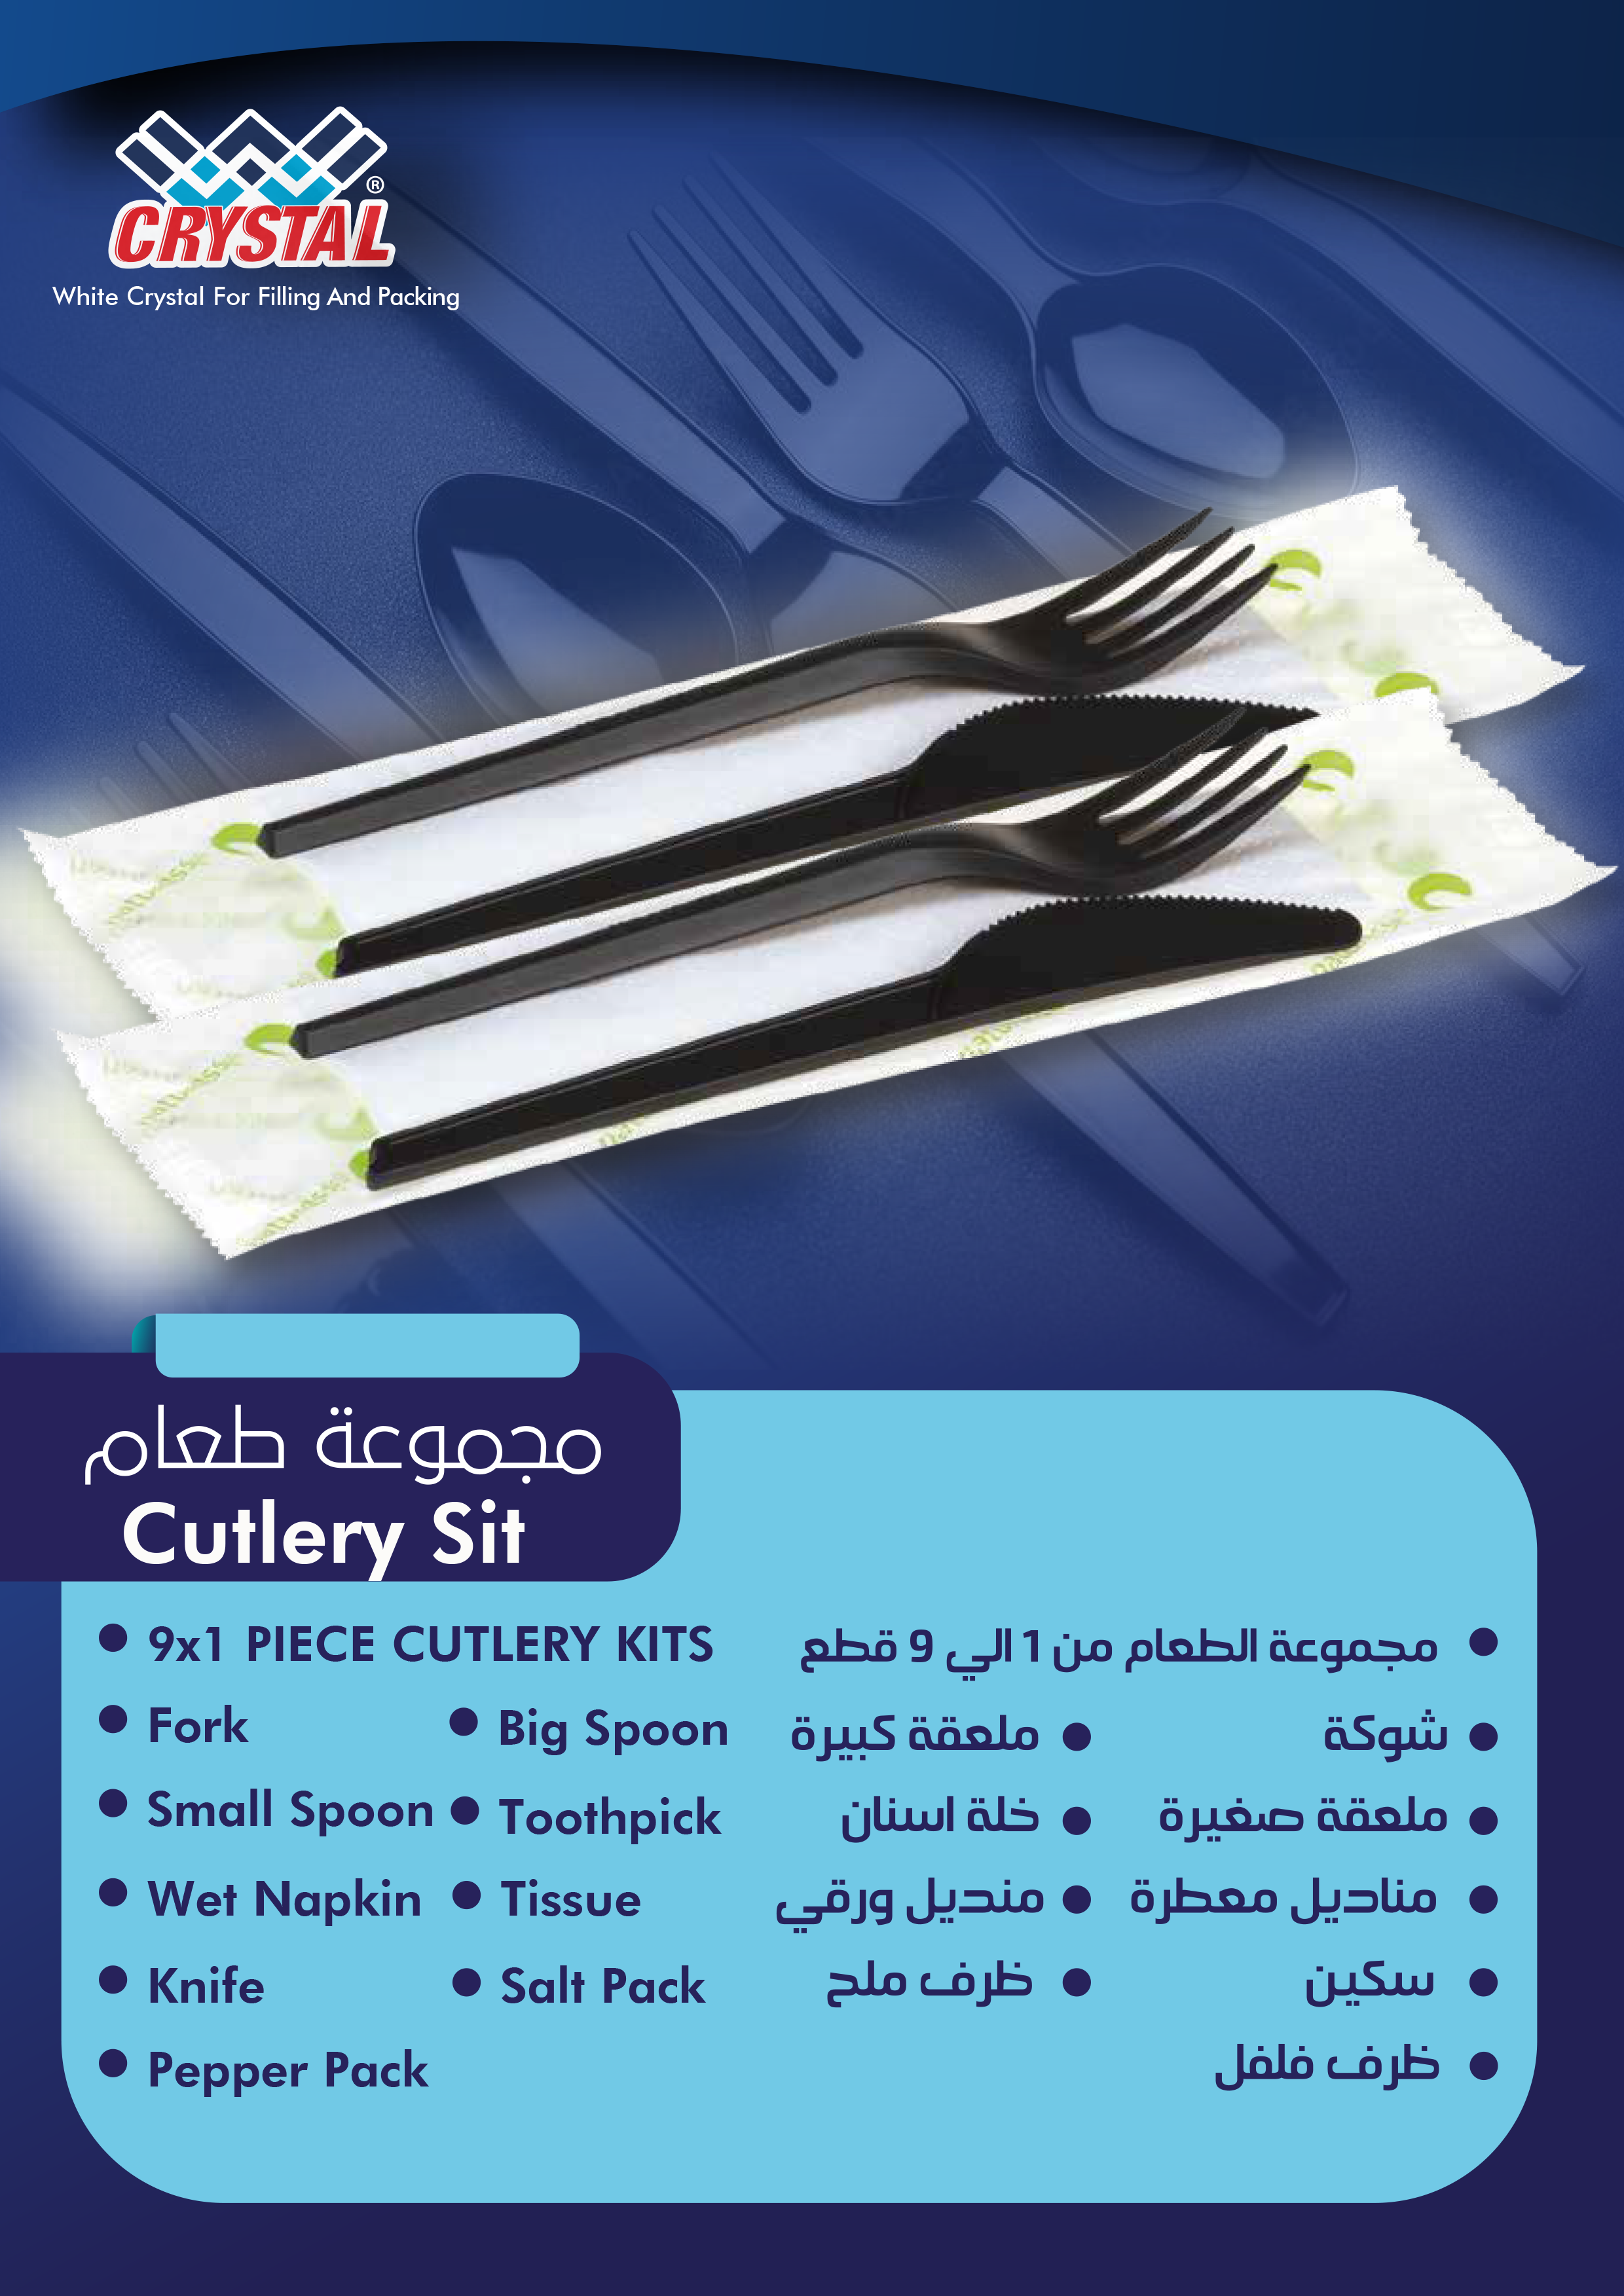 CRYSTAL®
White Crystal For Filling And Packing
مجموعة طعام
Cutlery Sit
9x1 PIECE CUTLERY KITS
Fork
Big Spoon
Small Spoon
Toothpick
Wet Napkin
Tissue
Knife
Salt Pack
Pepper Pack
مجموعة الطعام من 1 الي 9 قطع
شوكة
ملعقة كبيرة
ملعقة صغيرة
خلة اسنان
مناديل معطرة
منديل ورقي
سكين
ظرف ملح
ظرف فلفل